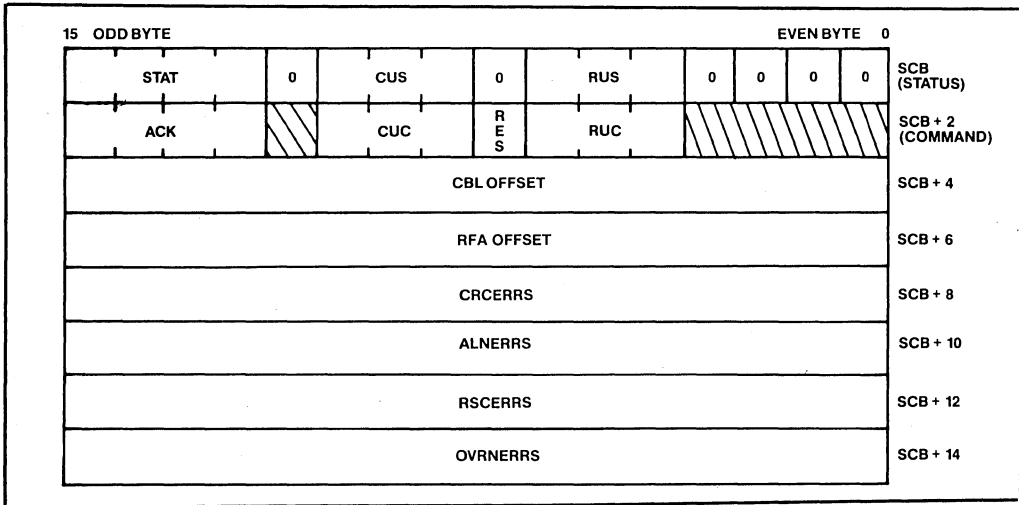 15 ODD BYTE EVEN BYTE 0
STAT 0 CUS 0 RUS 0 0 0 0 SCB
(STATUS)
ACK CUC RES RUC SCB + 2
(COMMAND)
CBL OFFSET SCB + 4
RFA OFFSET SCB + 6
CRCERRS SCB + 8
ALNERRS SCB + 10
RSCERRS SCB + 12
OVRNERRS SCB + 14